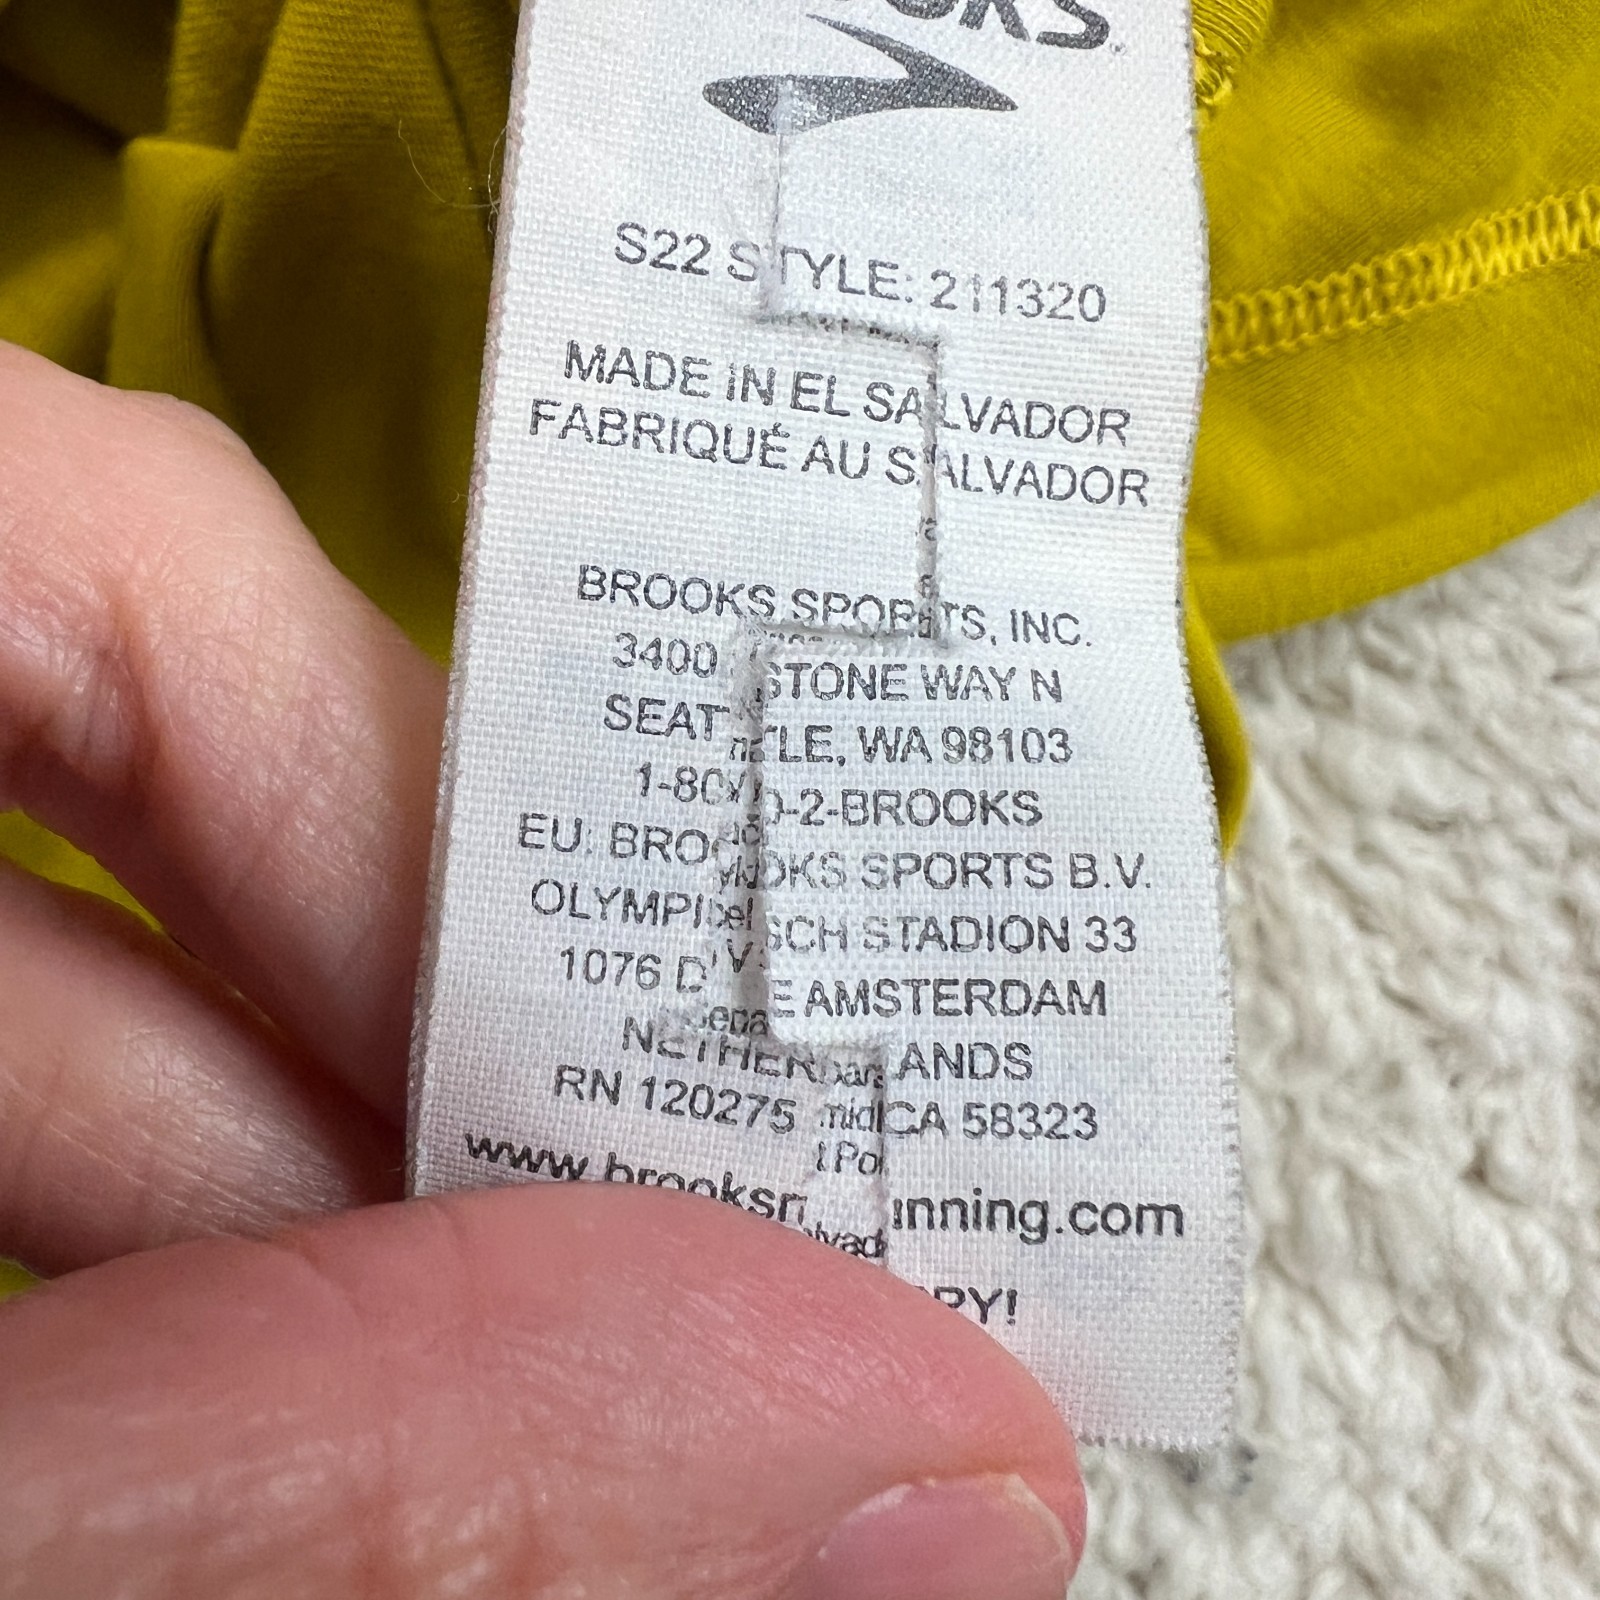 S22 STYLE: 211320
MADE IN EL SALVADOR
FABRIQUÉ AU SALVADOR
BROOKS SPORTS, INC.
3400 STONE WAY N
SEATTLE, WA 98103
1-800-2-BROOKS
EU: BROOKS SPORTS B.V.
OLYMPISCH STADION 33
1076 DE AMSTERDAM
NETHERLANDS
RN 120275 CA 58323
www.brooksrunning.com